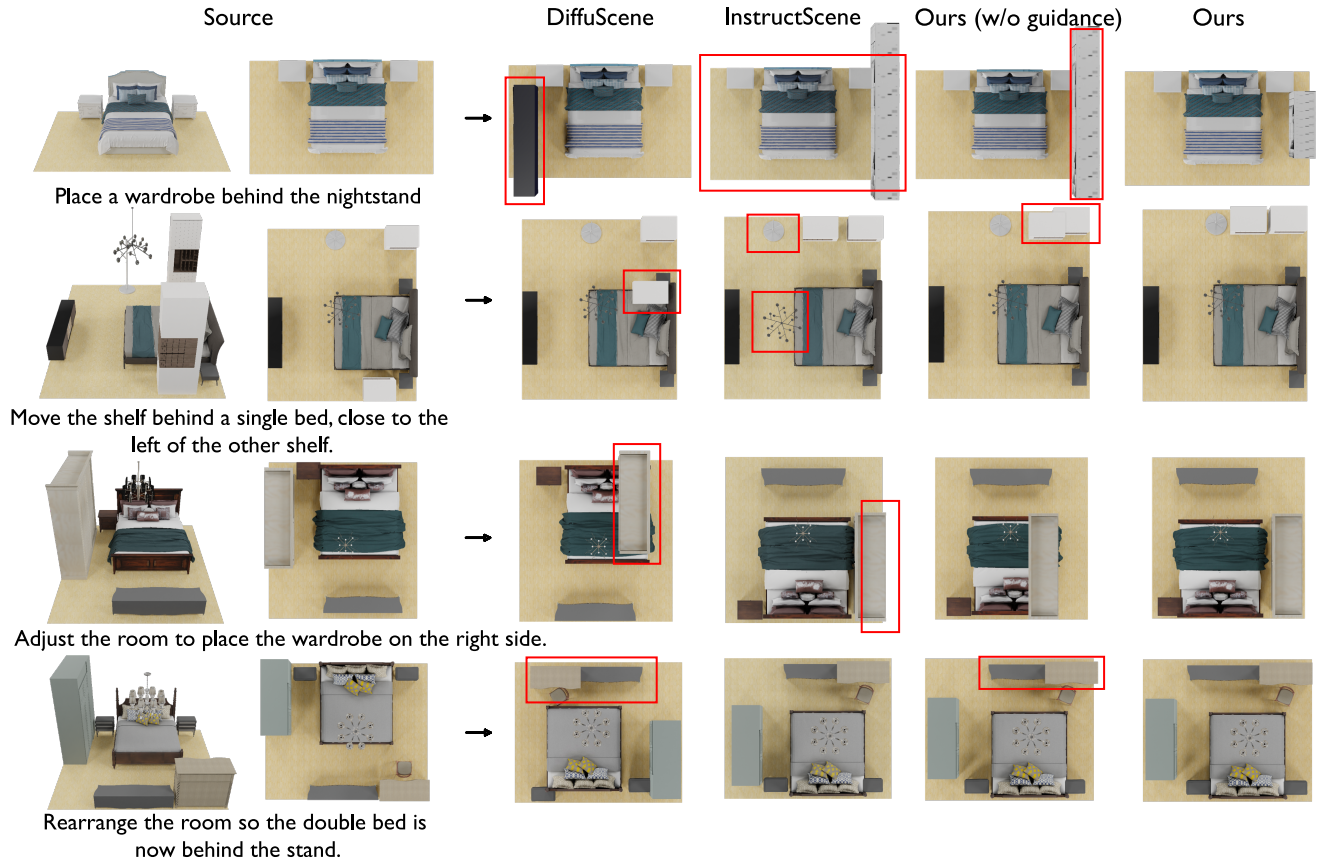 Source
DiffuScene
InstructScene
Ours (w/o guidance)
Ours
Place a wardrobe behind the nightstand
Move the shelf behind a single bed, close to the
left of the other shelf.
Adjust the room to place the wardrobe on the right side.
Rearrange the room so the double bed is
now behind the stand.